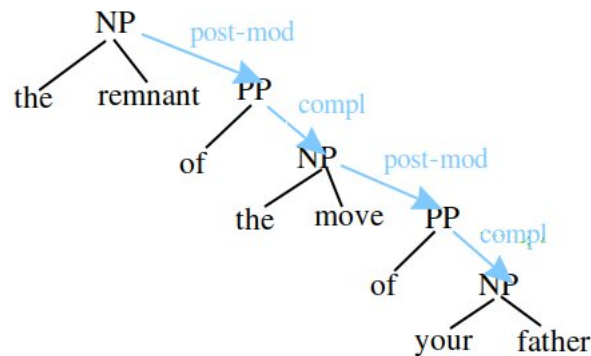 NP
post-mod
the remnant PP
compl
of NP
post-mod
the move PP
compl
of NP
your father